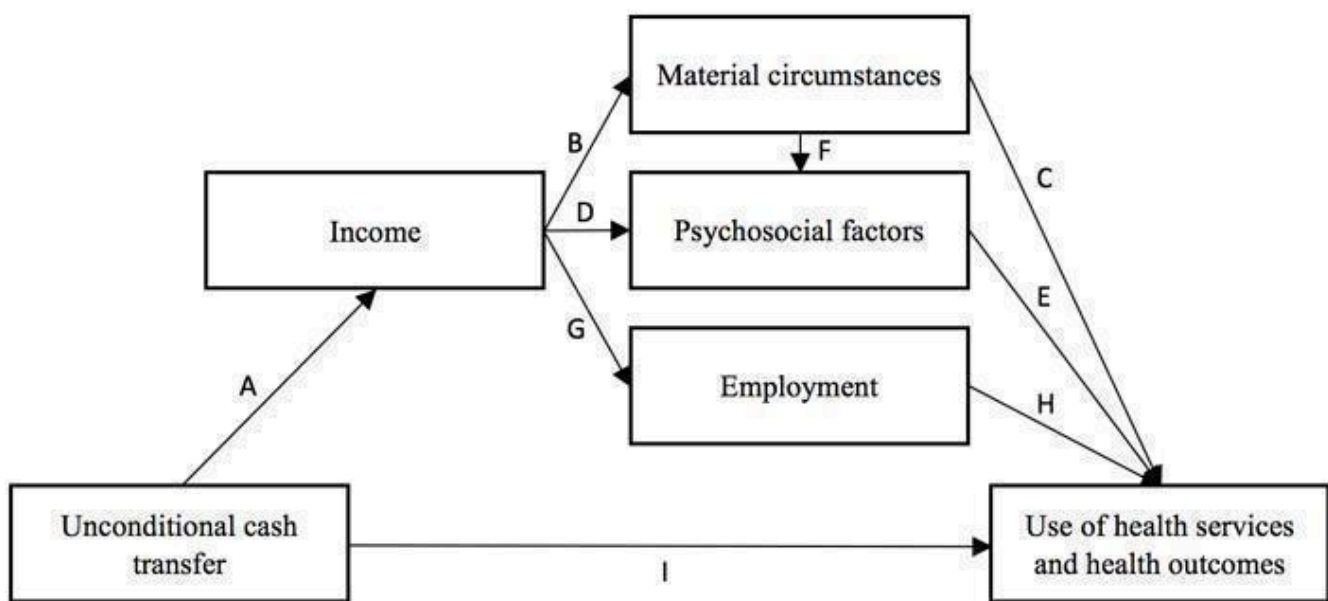 Material circumstances
B
F
C
Income
D
Psychosocial factors
E
G
A
Employment
H
Unconditional cash
transfer
I
Use of health services
and health outcomes